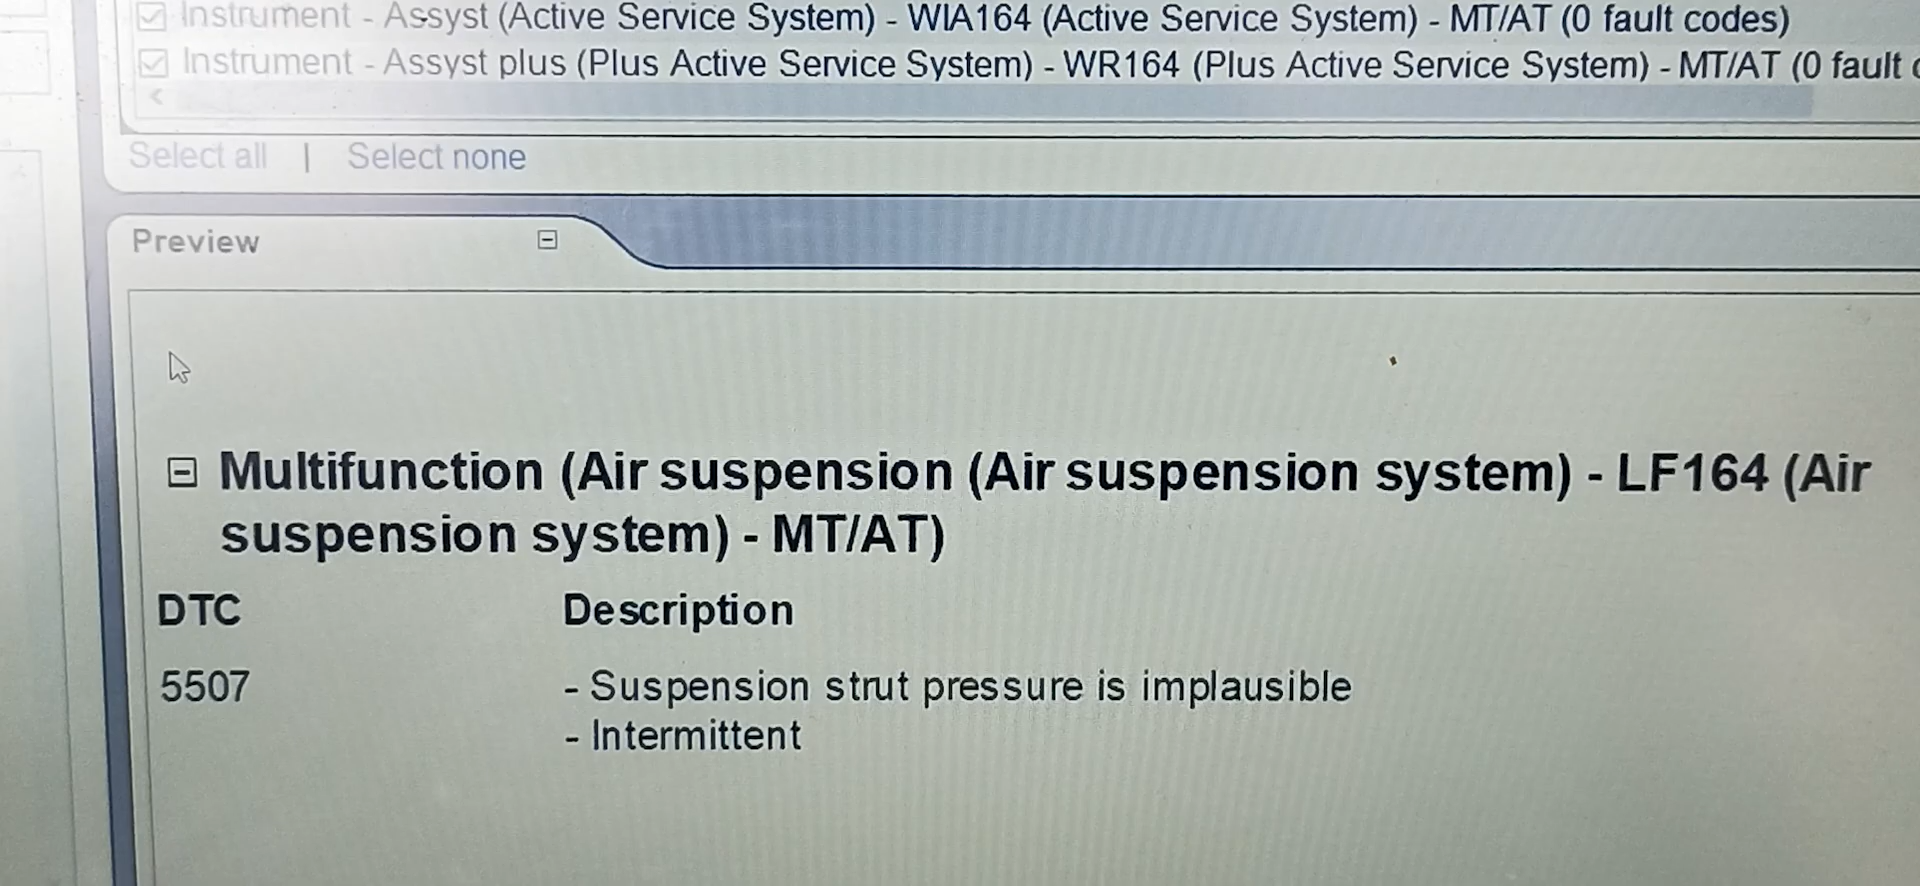 Instrument - Assyst (Active Service System) - WIA164 (Active Service System) - MT/AT (0 fault codes)
Instrument - Assyst plus (Plus Active Service System) - WR164 (Plus Active Service System) - MT/AT (0 fault
Select all | Select none
Preview
Multifunction (Air suspension (Air suspension system) - LF164 (Air
suspension system) - MT/AT)
DTC Description
5507 - Suspension strut pressure is implausible
- Intermittent